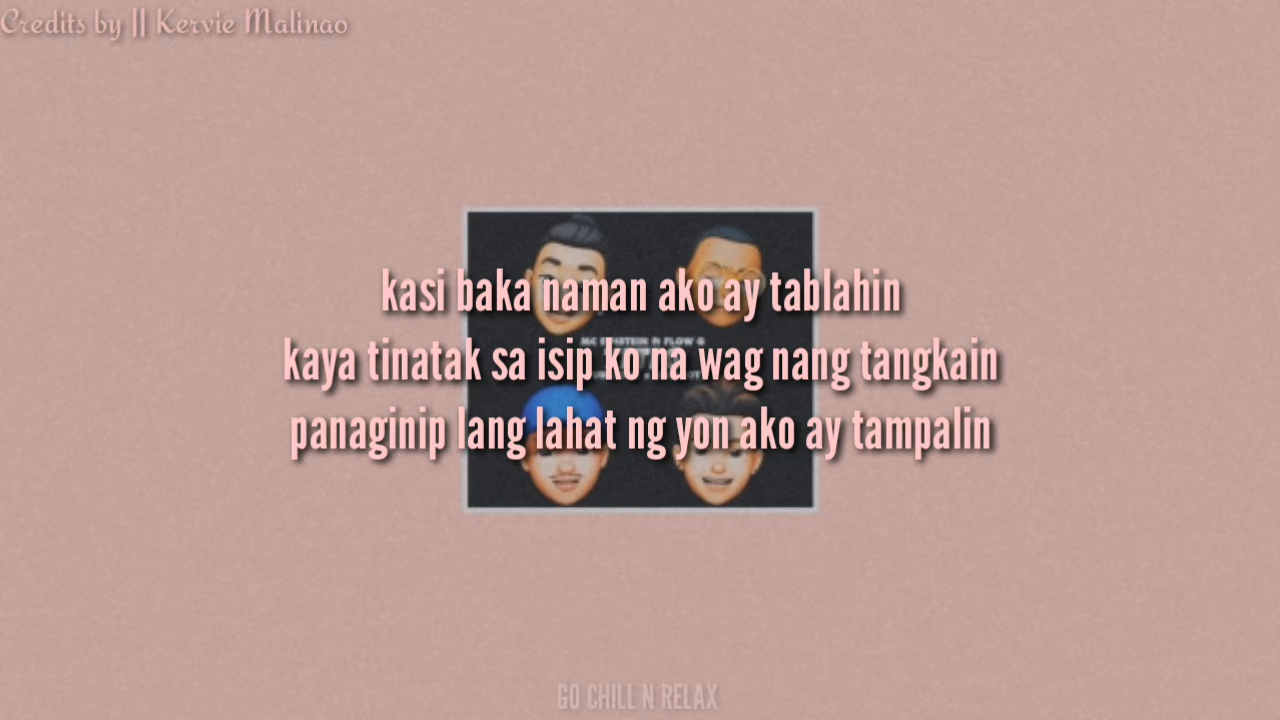 Credits by || Kervie Malinao
kasi baka naman ako ay tablahin
kaya tinatak sa isip ko na wag nang tangkain
panaginip lang lahat ng yon ako ay tampalin
GO CHILL N RELAX